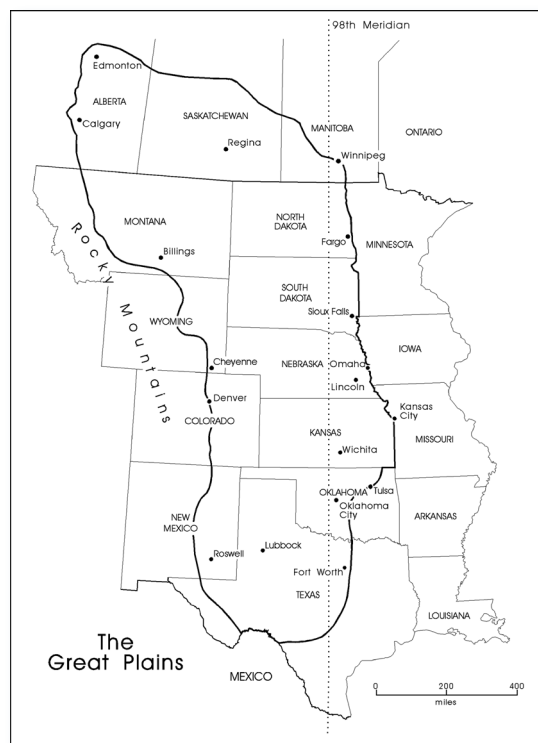 98th Meridian
Edmonton
ALBERTA
Calgary
SASKATCHEWAN
Regina
MANITOBA
ONTARIO
Winnipeg
MONTANA
NORTH
DAKOTA
Fargo
MINNESOTA
Billings
Rocky Mountains
SOUTH
DAKOTA
Sioux Falls
WYOMING
IOWA
Cheyenne
NEBRASKA
Omaha
Lincoln
Denver
COLORADO
Kansas
City
KANSAS
MISSOURI
Wichita
OKLAHOMA
Tulsa
Oklahoma
City
ARKANSAS
NEW
MEXICO
Roswell
Lubbock
Fort Worth
TEXAS
LOUISIANA
The
Great Plains
MEXICO
0 200 400
miles